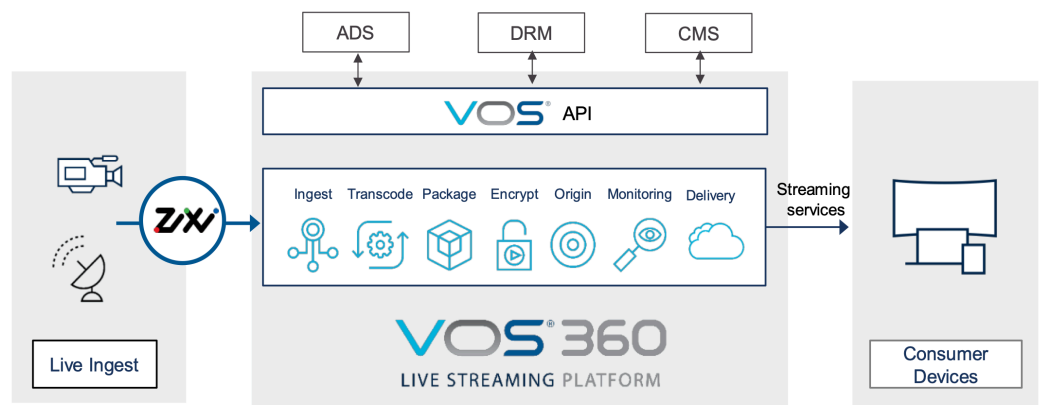 ADS
DRM
CMS
VOS® API
Ingest
Transcode
Package
Encrypt
Origin
Monitoring
Delivery
Streaming
services
ZiXi
VOS® 360
LIVE STREAMING PLATFORM
Live Ingest
Consumer
Devices